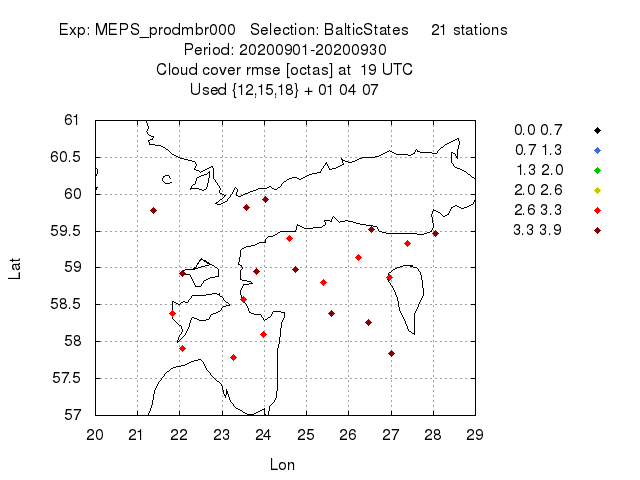 Exp: MEPS_prodmbr000   Selection: BalticStates     21 stations
Period: 20200901-20200930
Cloud cover rmse [octas] at  19 UTC
Used {12,15,18} + 01 04 07
61
60.5
60
59.5
59
58.5
58
57.5
57
Lat
20 21 22 23 24 25 26 27 28 29
Lon
0.0 0.7
0.7 1.3
1.3 2.0
2.0 2.6
2.6 3.3
3.3 3.9